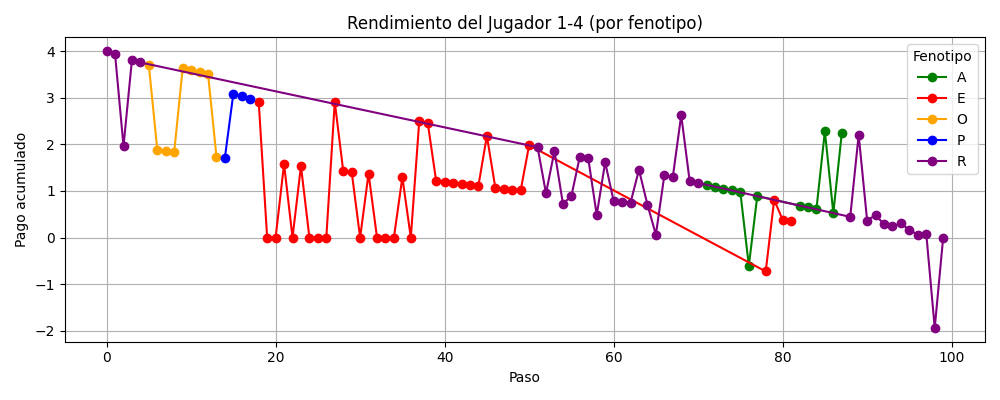 Rendimiento del Jugador 1-4 (por fenotipo)
Pago acumulado
4
3
2
1
0
−1
−2
0 20 40 60 80 100
Paso
Fenotipo
A
E
O
P
R